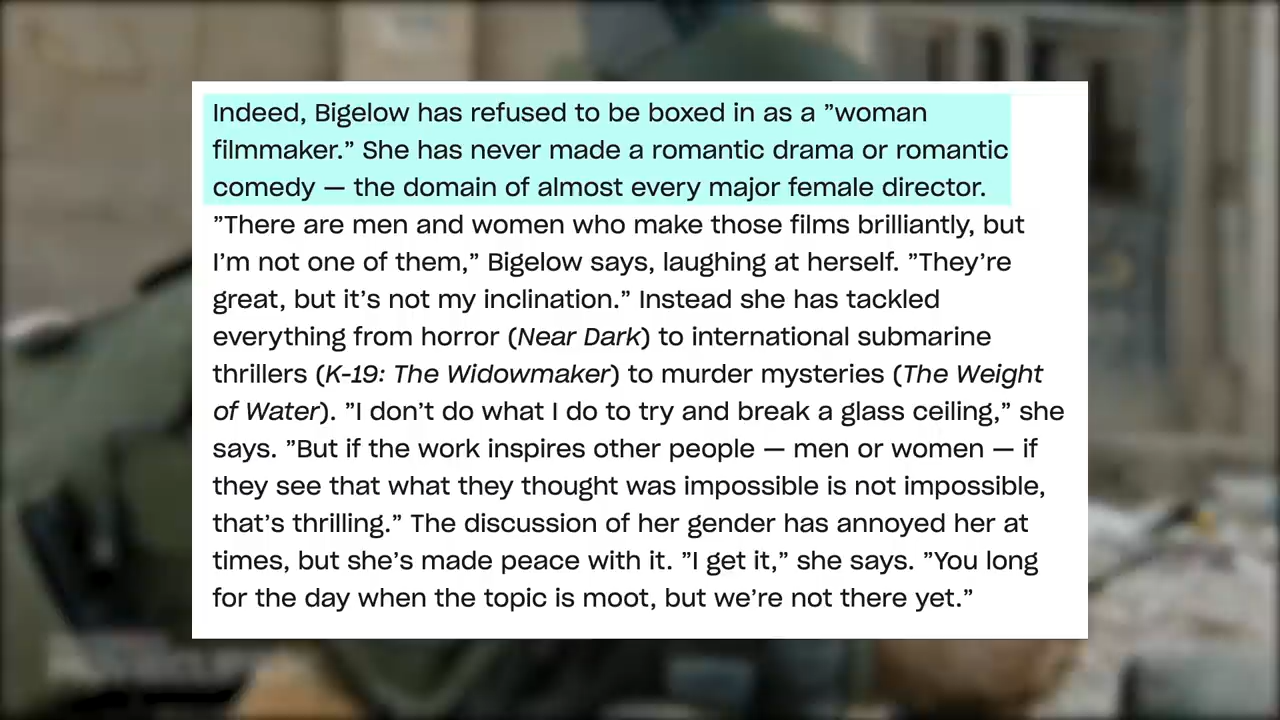 Indeed, Bigelow has refused to be boxed in as a ”woman
filmmaker.” She has never made a romantic drama or romantic
comedy — the domain of almost every major female director.
”There are men and women who make those films brilliantly, but
I’m not one of them,” Bigelow says, laughing at herself. ”They’re
great, but it’s not my inclination.” Instead she has tackled
everything from horror (Near Dark) to international submarine
thrillers (K-19: The Widowmaker) to murder mysteries (The Weight
of Water). ”I don’t do what I do to try and break a glass ceiling,” she
says. ”But if the work inspires other people — men or women — if
they see that what they thought was impossible is not impossible,
that’s thrilling.” The discussion of her gender has annoyed her at
times, but she’s made peace with it. ”I get it,” she says. ”You long
for the day when the topic is moot, but we’re not there yet.”